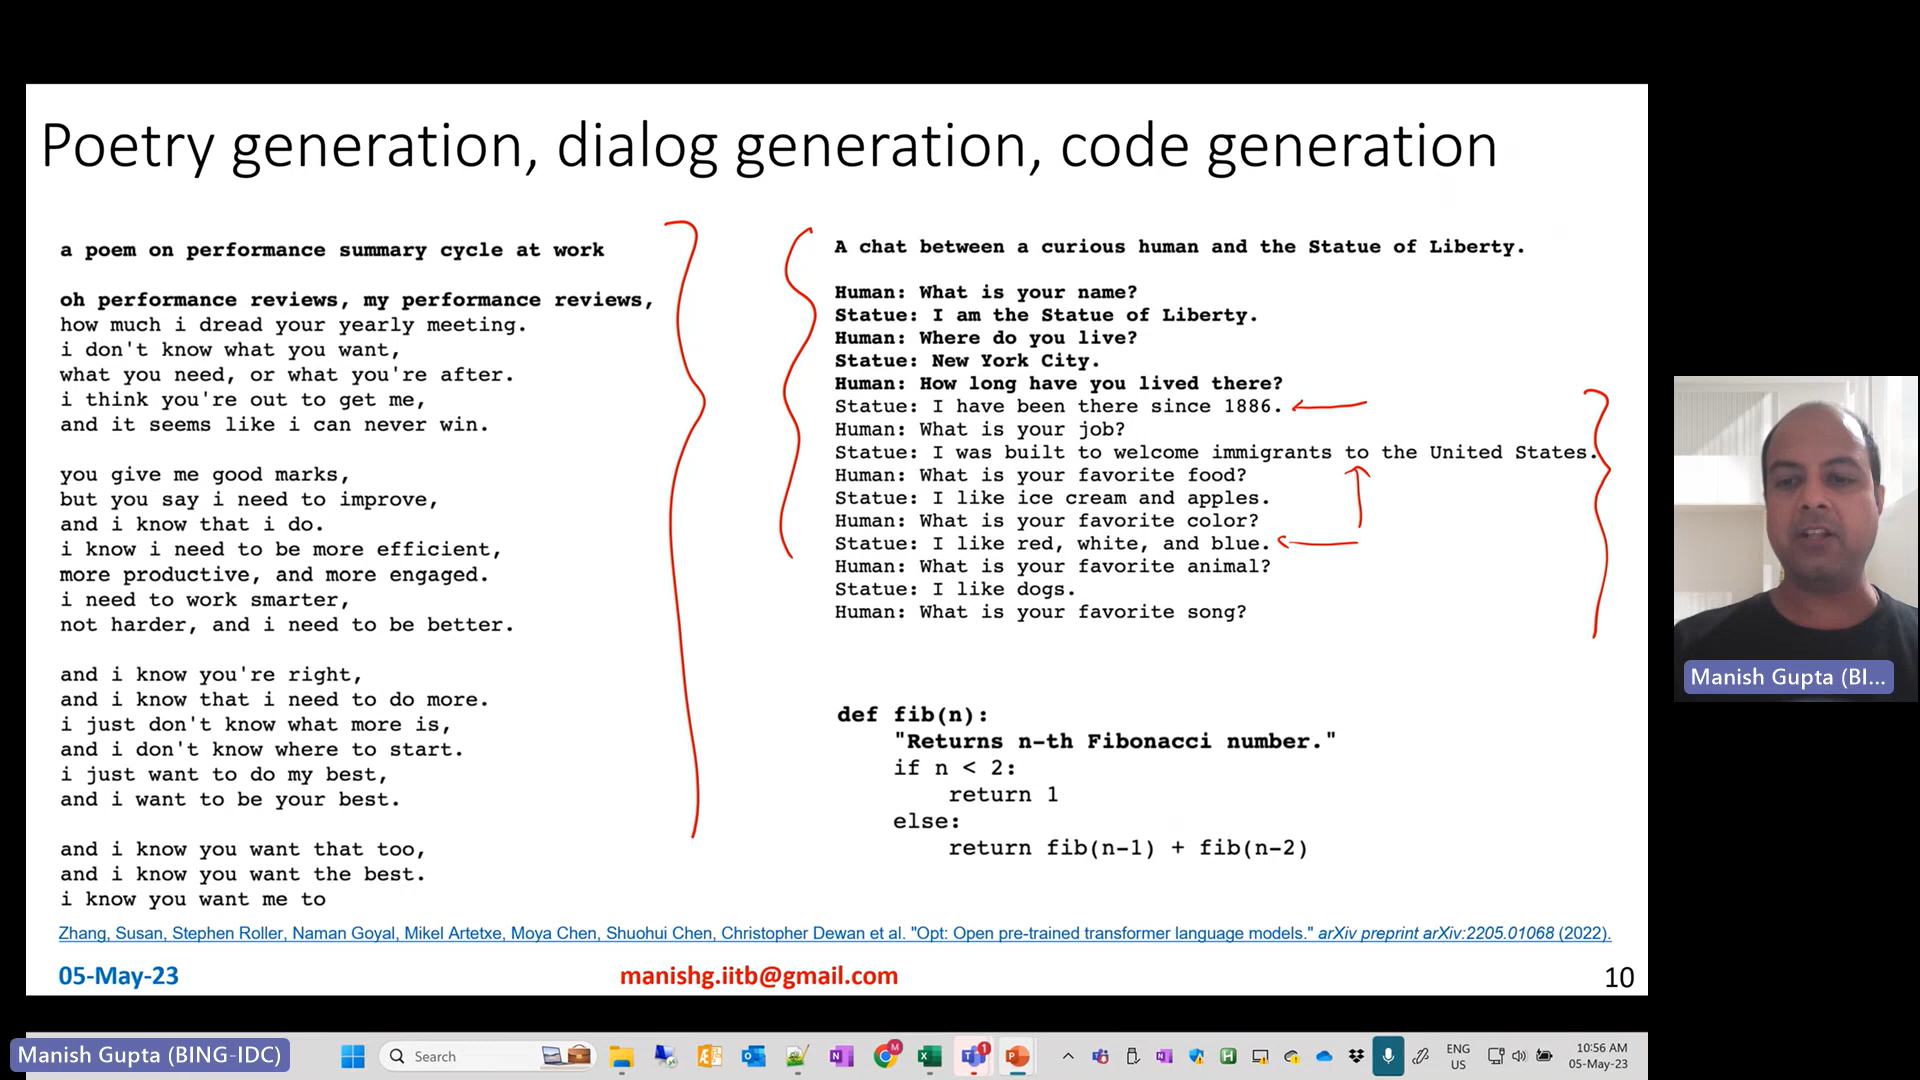 Poetry generation, dialog generation, code generation
a poem on performance summary cycle at work
oh performance reviews, my performance reviews,
how much i dread your yearly meeting.
i don't know what you want,
what you need, or what you're after.
i think you're out to get me,
and it seems like i can never win.
you give me good marks,
but you say i need to improve,
and i know that i do.
i know i need to be more efficient,
more productive, and more engaged.
i need to work smarter,
not harder, and i need to be better.
and i know you're right,
and i know that i need to do more.
i just don't know what more is,
and i don't know where to start.
i just want to do my best,
and i want to be your best.
and i know you want that too,
and i know you want the best.
i know you want me to
A chat between a curious human and the Statue of Liberty.
Human: What is your name?
Statue: I am the Statue of Liberty.
Human: Where do you live?
Statue: New York City.
Human: How long have you lived there?
Statue: I have been there since 1886.
Human: What is your job?
Statue: I was built to welcome immigrants to the United States.
Human: What is your favorite food?
Statue: I like ice cream and apples.
Human: What is your favorite color?
Statue: I like red, white, and blue.
Human: What is your favorite animal?
Statue: I like dogs.
Human: What is your favorite song?
def fib(n):
"Returns n-th Fibonacci number."
if n < 2:
return 1
else:
return fib(n-1) + fib(n-2)
Zhang, Susan, Stephen Roller, Naman Goyal, Mikel Artetxe, Moya Chen, Shuohui Chen, Christopher Dewan et al. "Opt: Open pre-trained transformer language models." arXiv preprint arXiv:2205.01068 (2022).
05-May-23
manishg.iitb@gmail.com
10
Manish Gupta (BI...
Manish Gupta (BING-IDC)
Search
ENG
US
10:56 AM
05-May-23